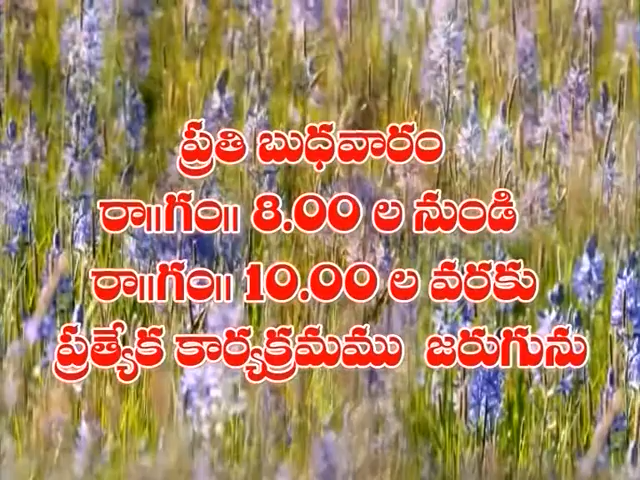 ప్రతి బుధవారం
రా॥గం॥ 8.00 ల నుండి
రా॥గం॥ 10.00 ల వరకు
ప్రత్యేక కార్యక్రమము జరుగును